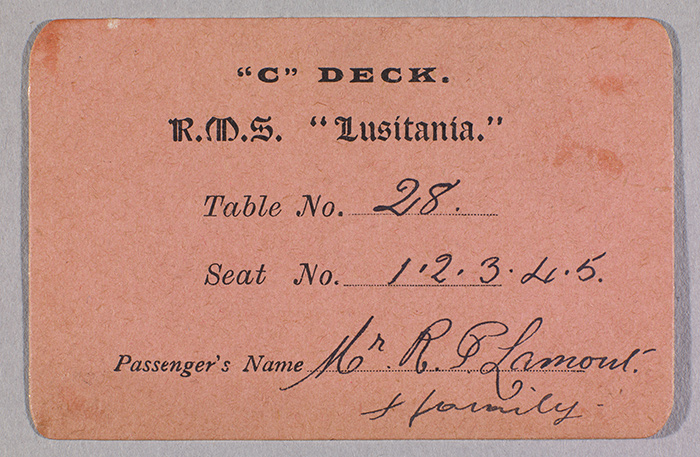 "C" DECK.
R.M.S. "Lusitania."
Table No. 28.
Seat No. 1.2.3.4.5.
Passenger's Name Mr. R. P. Lamont.
& family.